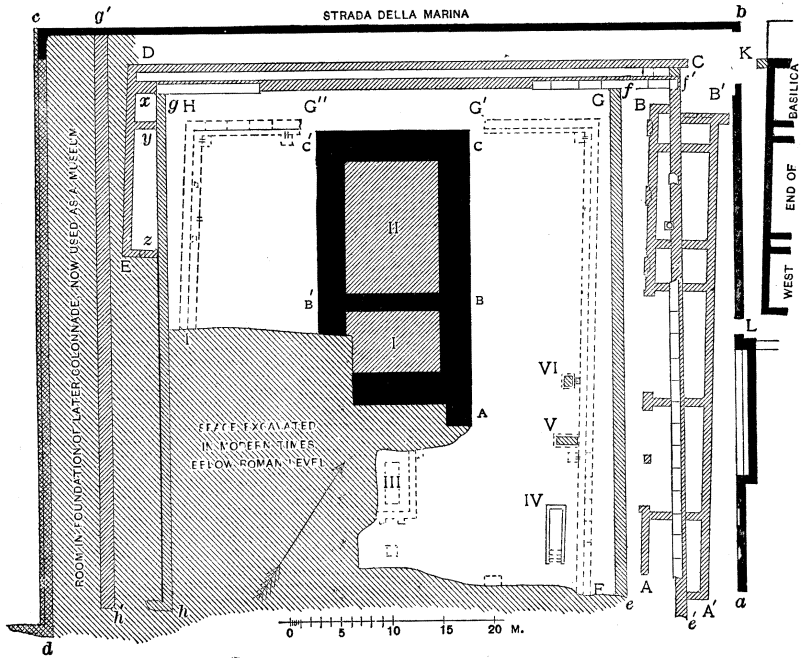 STRADA DELLA MARINA
c g' b
D C K
x g H G'' G' G f f' B'
B
y C' C
z
E
II
B' B
I
L
VI
A
V
SPACE EXCAVATED
IN MODERN TIMES
BELOW ROMAN LEVEL
III
IV
A
h' h F e e' A' a
d
0 5 10 15 20 M.
ROOM IN FOUNDATION OF LATER COLONNADE, NOW USED AS A MUSEUM
WEST END OF BASILICA